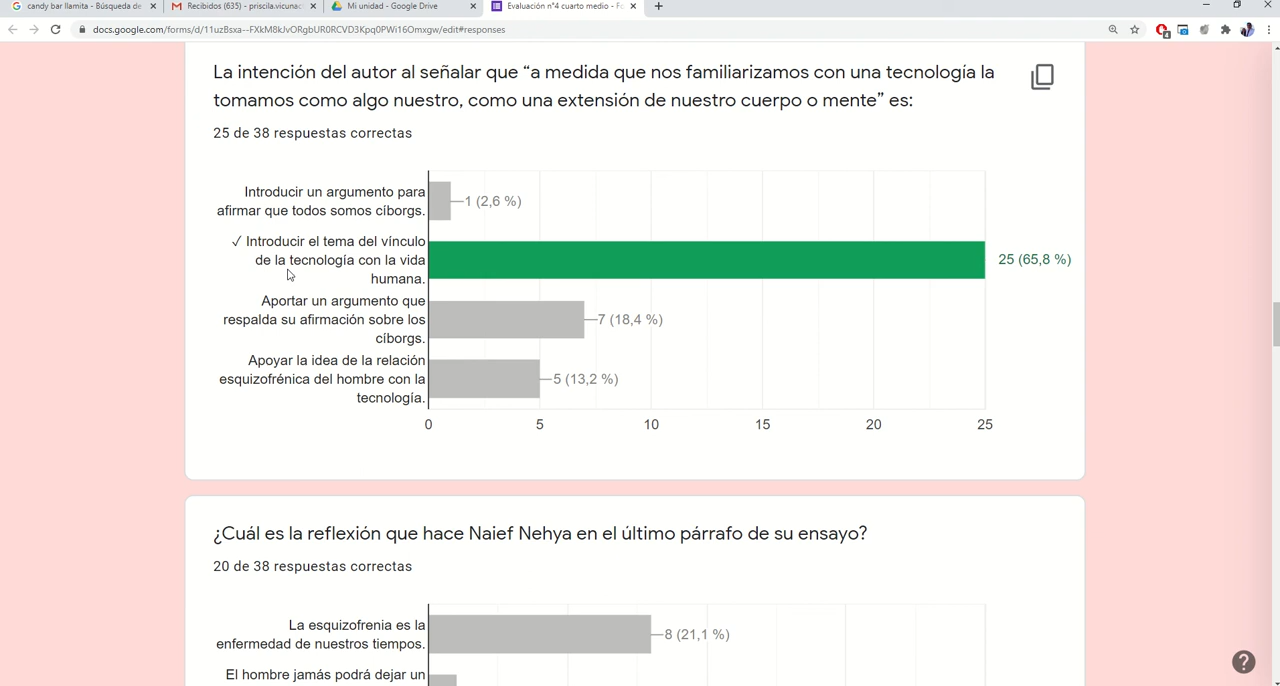 candy bar llamita - Búsqueda de
Recibidos (635) - priscila.vicunac
Mi unidad - Google Drive
Evaluación n°4 cuarto medio - Fo
docs.google.com/forms/d/11uzBsxa--FXkM8kJvORgbUR0RCVD3Kpq0PWi16Omxgw/edit#responses
La intención del autor al señalar que “a medida que nos familiarizamos con una tecnología la
tomamos como algo nuestro, como una extensión de nuestro cuerpo o mente” es:
25 de 38 respuestas correctas
Introducir un argumento para
afirmar que todos somos cíborgs.
1 (2,6 %)
✓ Introducir el tema del vínculo
de la tecnología con la vida
humana.
25 (65,8 %)
Aportar un argumento que
respalda su afirmación sobre los
cíborgs.
7 (18,4 %)
Apoyar la idea de la relación
esquizofrénica del hombre con la
tecnología.
5 (13,2 %)
0 5 10 15 20 25
¿Cuál es la reflexión que hace Naief Nehya en el último párrafo de su ensayo?
20 de 38 respuestas correctas
La esquizofrenia es la
enfermedad de nuestros tiempos.
8 (21,1 %)
El hombre jamás podrá dejar un